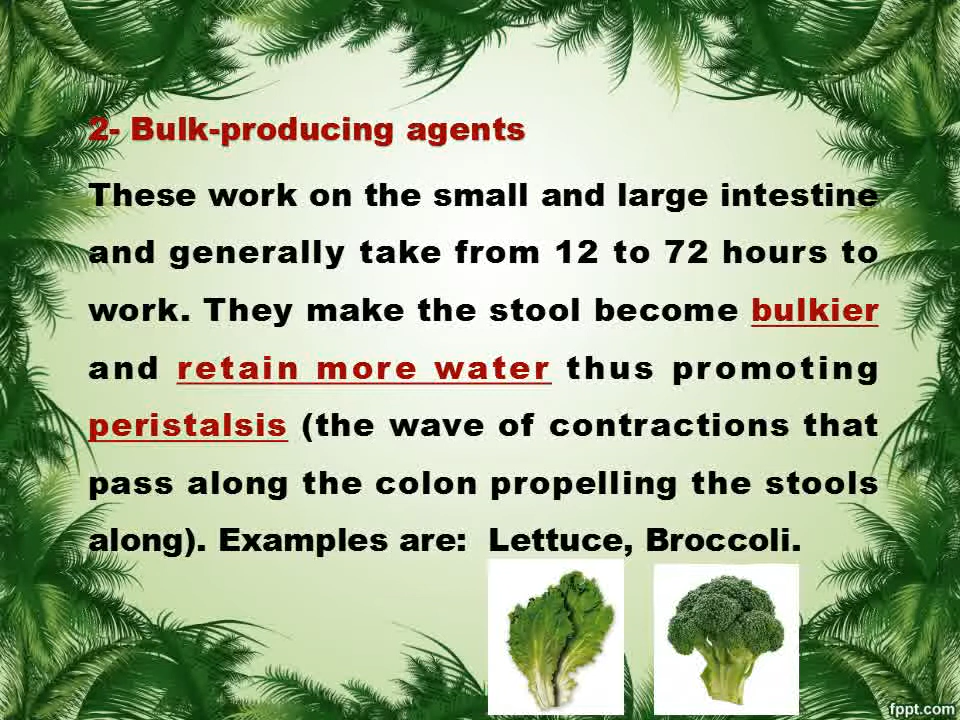 2- Bulk-producing agents
These work on the small and large intestine
and generally take from 12 to 72 hours to
work. They make the stool become bulkier
and retain more water thus promoting
peristalsis (the wave of contractions that
pass along the colon propelling the stools
along). Examples are: Lettuce, Broccoli.
fppt.com